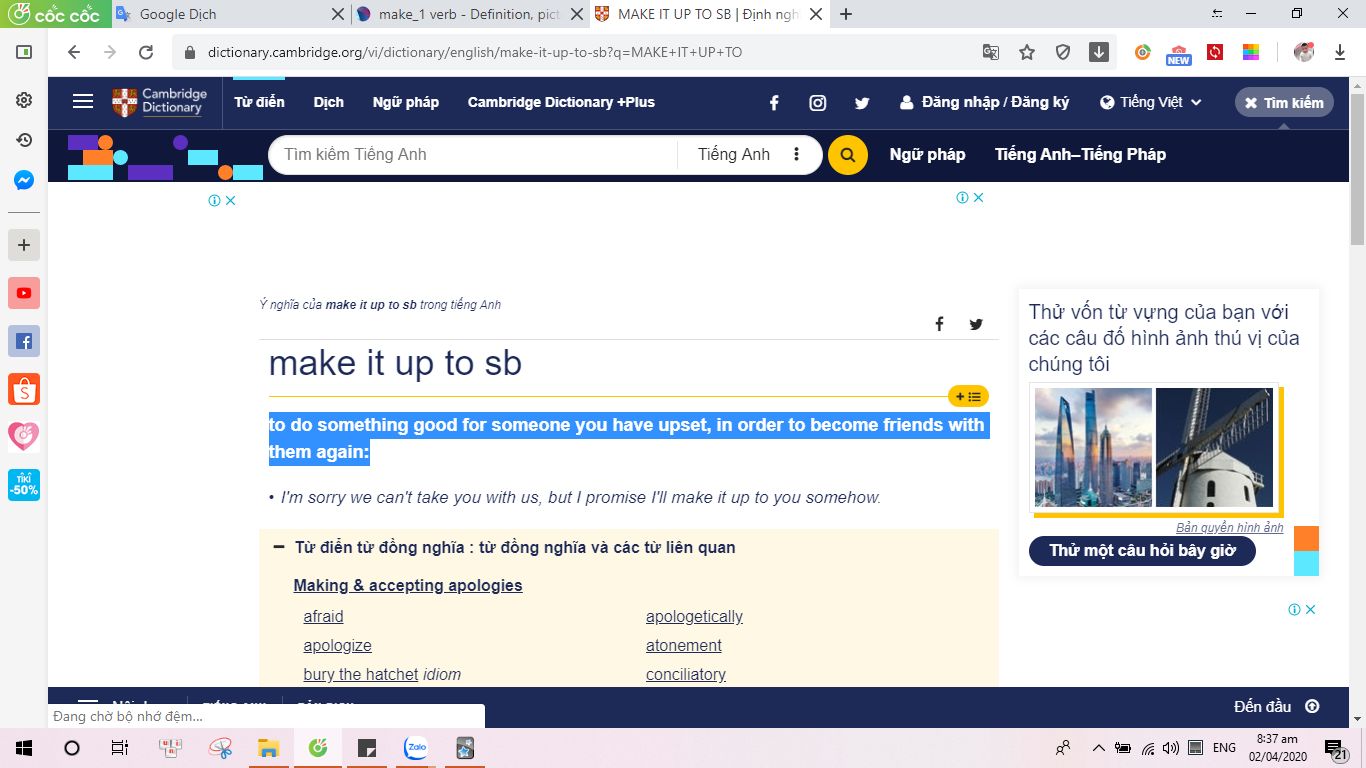 cốc cốc
Google Dịch
make_1 verb - Definition, pict
MAKE IT UP TO SB | Định ngh
dictionary.cambridge.org/vi/dictionary/english/make-it-up-to-sb?q=MAKE+IT+UP+TO
NEW
Cambridge Dictionary
Từ điển Dịch Ngữ pháp Cambridge Dictionary +Plus
Đăng nhập / Đăng ký
Tiếng Việt
Tìm kiếm
Tìm kiếm Tiếng Anh
Tiếng Anh
Ngữ pháp
Tiếng Anh–Tiếng Pháp
Ý nghĩa của make it up to sb trong tiếng Anh
make it up to sb
to do something good for someone you have upset, in order to become friends with
them again:
• I'm sorry we can't take you with us, but I promise I'll make it up to you somehow.
Từ điển từ đồng nghĩa : từ đồng nghĩa và các từ liên quan
Making & accepting apologies
afraid apologetically
apologize atonement
bury the hatchet idiom conciliatory
Thử vốn từ vựng của bạn với
các câu đố hình ảnh thú vị của
chúng tôi
Bản quyền hình ảnh
Thử một câu hỏi bây giờ
Đến đầu
TIKI
-50%
Đang chờ bộ nhớ đệm...
Zalo
ENG
8:37 am
02/04/2020
21